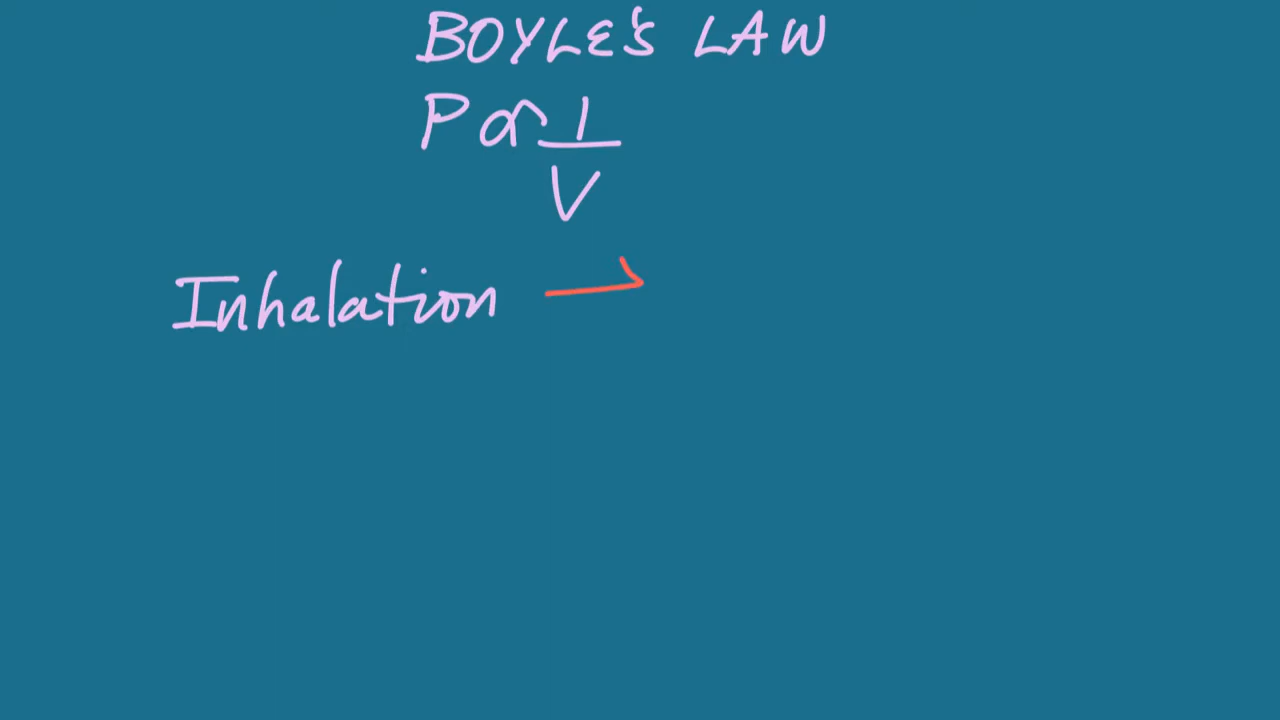 BOYLE'S LAW
P ∝ 1/V
Inhalation →